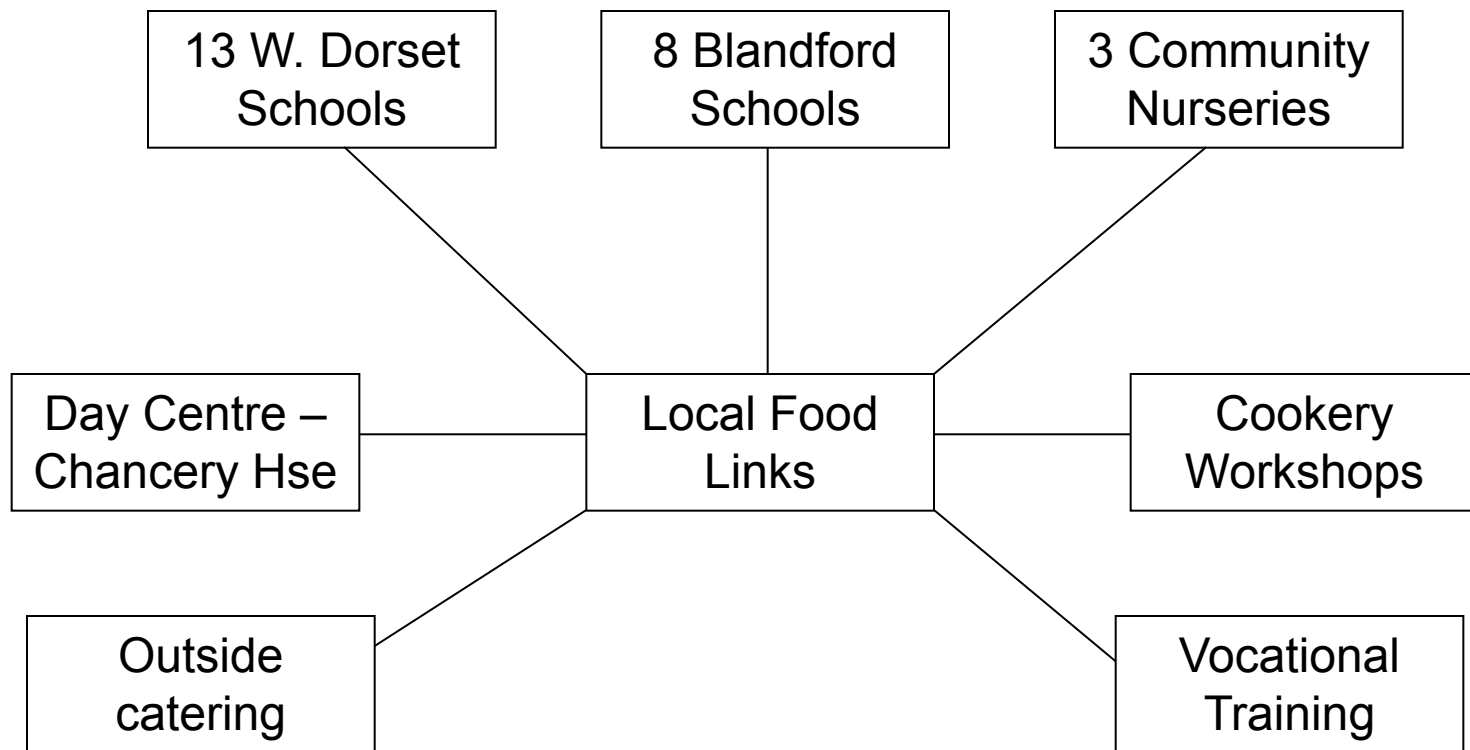 13 W. Dorset
Schools
8 Blandford
Schools
3 Community
Nurseries
Day Centre –
Chancery Hse
Local Food
Links
Cookery
Workshops
Outside
catering
Vocational
Training